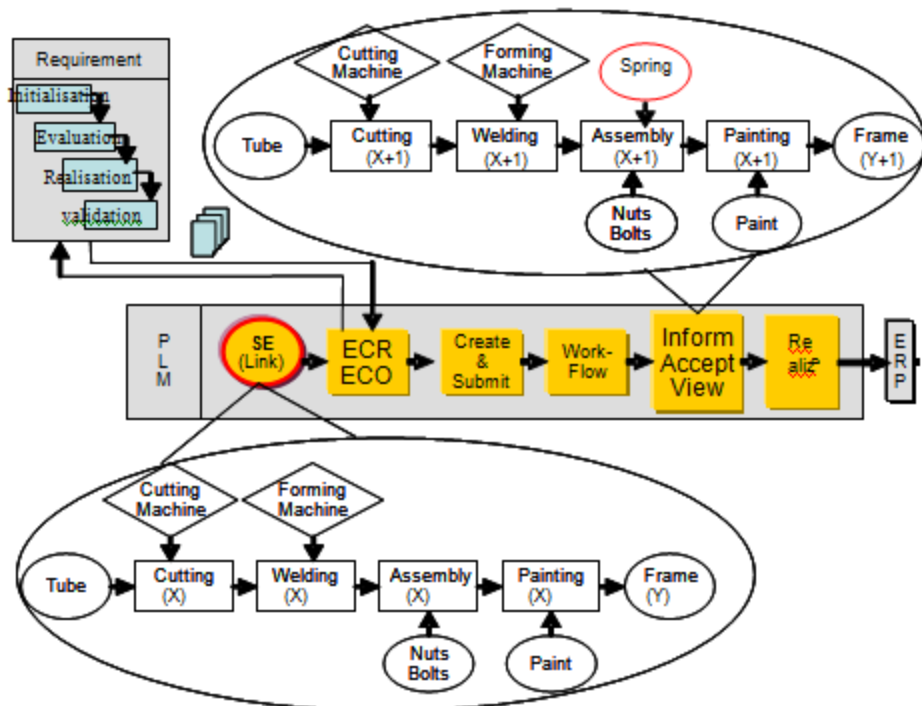 Requirement
Initialisation
Evaluation
Realisation
validation
Cutting
Machine
Forming
Machine
Spring
Tube
Cutting
(X+1)
Welding
(X+1)
Assembly
(X+1)
Painting
(X+1)
Frame
(Y+1)
Nuts
Bolts
Paint
P
L
M
SE
(Link)
ECR
ECO
Create
&
Submit
Work-
Flow
Inform
Accept
View
Re
E
R
P
Cutting
Machine
Forming
Machine
Tube
Cutting
(X)
Welding
(X)
Assembly
(X)
Painting
(X)
Frame
(Y)
Nuts
Bolts
Paint